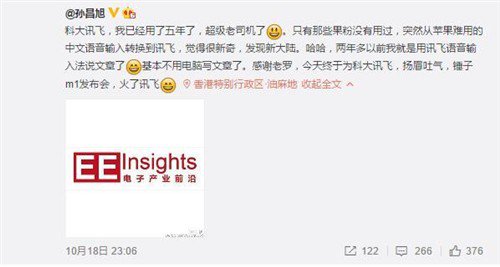 @孙昌旭
科大讯飞，我已经用了五年了，超级老司机了。只有那些果粉没有用过，突然从苹果难用的
中文语音输入转换到讯飞，觉得很新奇，发现新大陆。哈哈，两年多以前我就是用讯飞语音输
入法说文章了 基本不用电脑写文章了。感谢老罗，今天终于为科大讯飞，扬眉吐气，锤子
m1发布会，火了讯飞 香港特别行政区·油麻地 收起全文
EE Insights
电子产业前沿
10月18日 23:06 122 266 376